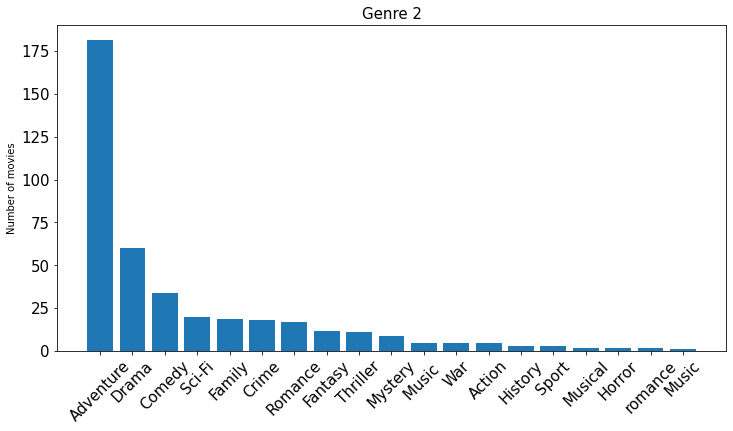 Genre 2
Number of movies
175
150
125
100
75
50
25
0
Adventure
Drama
Comedy
Sci-Fi
Family
Crime
Romance
Fantasy
Thriller
Mystery
Music
War
Action
History
Sport
Musical
Horror
romance
Music